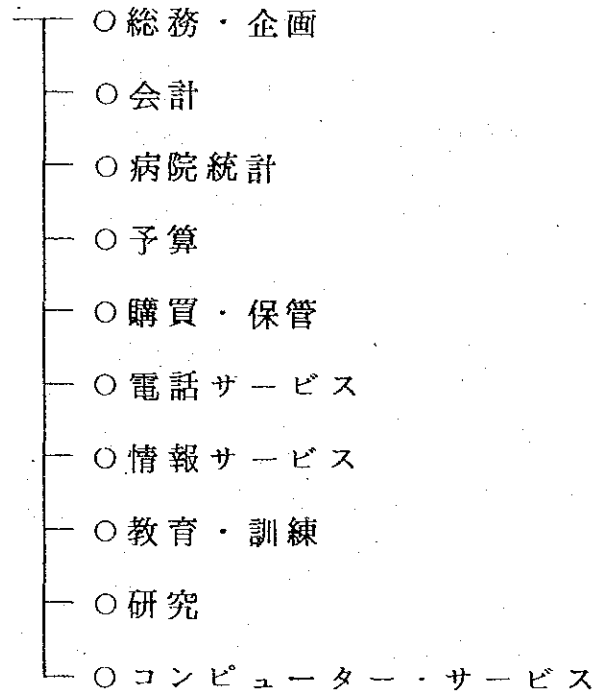 ○総務・企画
○会計
○病院統計
○予算
○購買・保管
○電話サービス
○情報サービス
○教育・訓練
○研究
○コンピューター・サービス